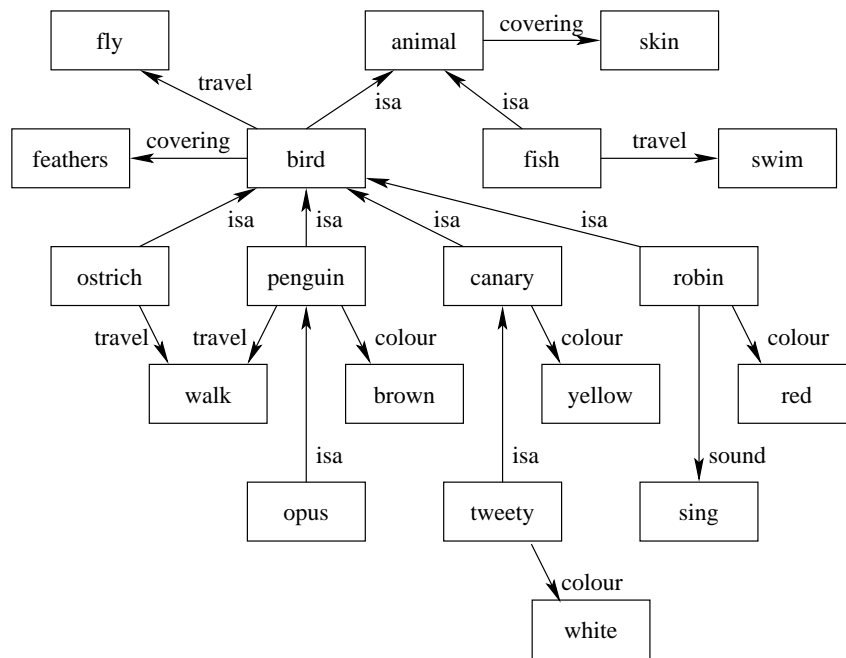 fly
animal
covering
skin
travel
isa
isa
feathers
covering
bird
fish
travel
swim
isa
isa
isa
isa
ostrich
penguin
canary
robin
travel
travel
colour
colour
colour
walk
brown
yellow
red
isa
isa
sound
opus
tweety
sing
colour
white